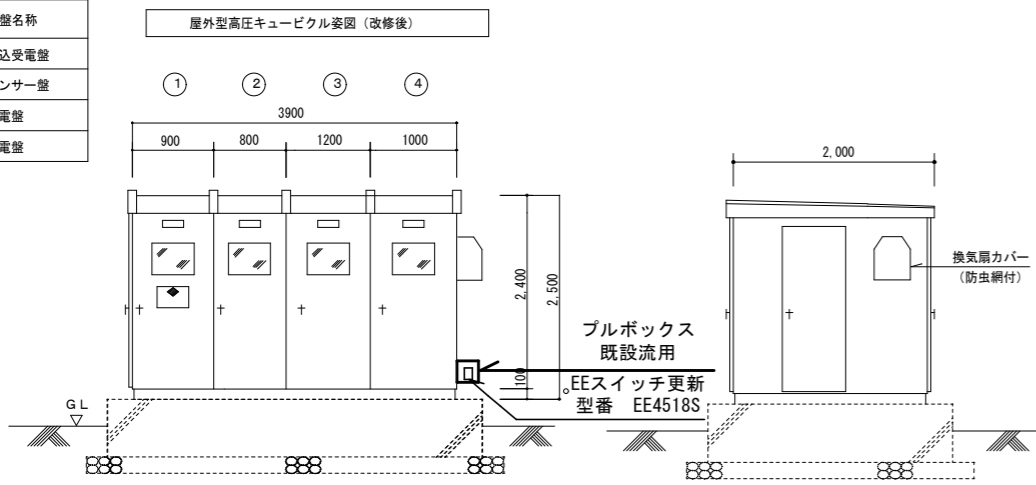 盤名称
込受電盤
ンサー盤
電盤
電盤
屋外型高圧キュービクル姿図（改修後）
1 2 3 4
3900
900 800 1200 1000
2,400
2,500
100
プルボックス
既設流用
EEスイッチ更新
型番 EE4518S
GL
2,000
換気扇カバー
（防虫網付）